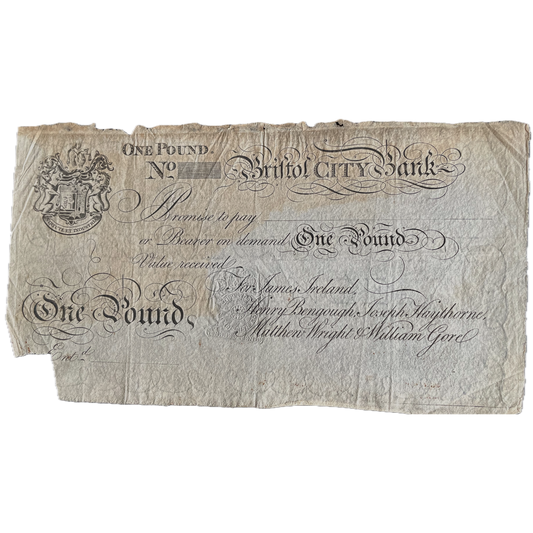 ONE POUND.
No Bristol CITY Bank
Promise to pay
or Bearer on demand One Pound
Value received
For James Ireland,
One Pound, Henry Bengough, Joseph Haythorne,
Matthew Wright & William Gore
Ent.d